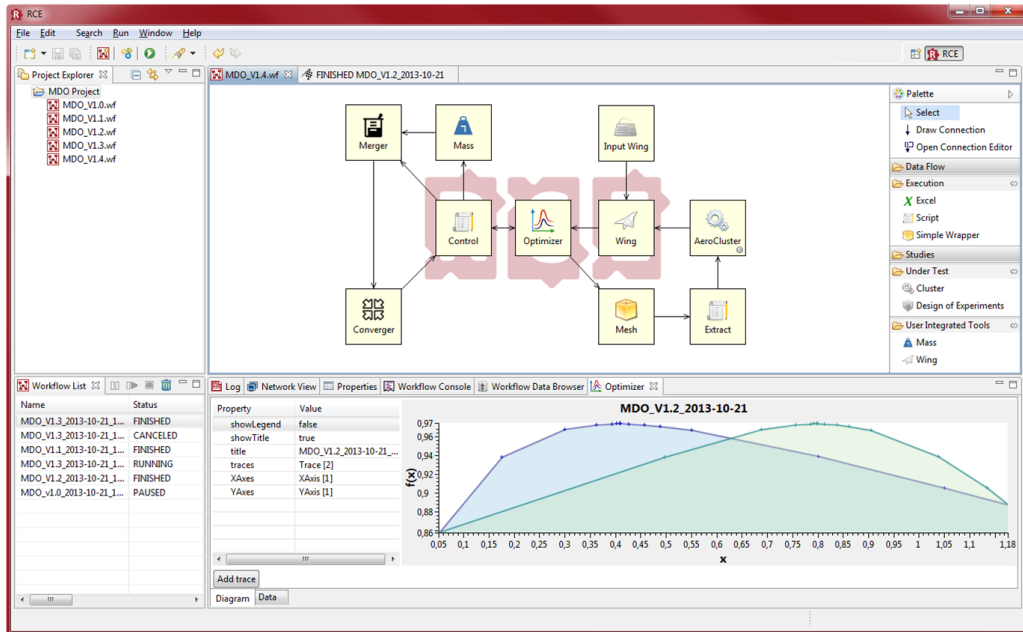 RCE
File Edit Search Run Window Help
RCE
Project Explorer
MDO Project
MDO_V1.0.wf
MDO_V1.1.wf
MDO_V1.2.wf
MDO_V1.3.wf
MDO_V1.4.wf
MDO_V1.4.wf FINISHED MDO_V1.2_2013-10-21
Merger
Mass
Input Wing
Control
Optimizer
Wing
AeroCluster
Converger
Mesh
Extract
Palette
Select
Draw Connection
Open Connection Editor
Data Flow
Execution
Excel
Script
Simple Wrapper
Studies
Under Test
Cluster
Design of Experiments
User Integrated Tools
Mass
Wing
Workflow List
Name Status
MDO_V1.3_2013-10-21_1... FINISHED
MDO_V1.3_2013-10-21_1... CANCELED
MDO_V1.1_2013-10-21_1... FINISHED
MDO_V1.3_2013-10-21_1... RUNNING
MDO_V1.2_2013-10-21_1... FINISHED
MDO_v1.0_2013-10-21_1... PAUSED
Log Network View Properties Workflow Console Workflow Data Browser Optimizer
Property Value
showLegend false
showTitle true
title MDO_V1.2_2013-10-21_...
traces Trace [2]
XAxes XAxis [1]
YAxes YAxis [1]
Add trace
Diagram Data
MDO_V1.2_2013-10-21
f(x)
0,97
0,96
0,94
0,92
0,9
0,88
0,86
0,05 0,1 0,15 0,2 0,25 0,3 0,35 0,4 0,45 0,5 0,55 0,6 0,65 0,7 0,75 0,8 0,85 0,9 0,95 1 1,05 1,1 1,18
x